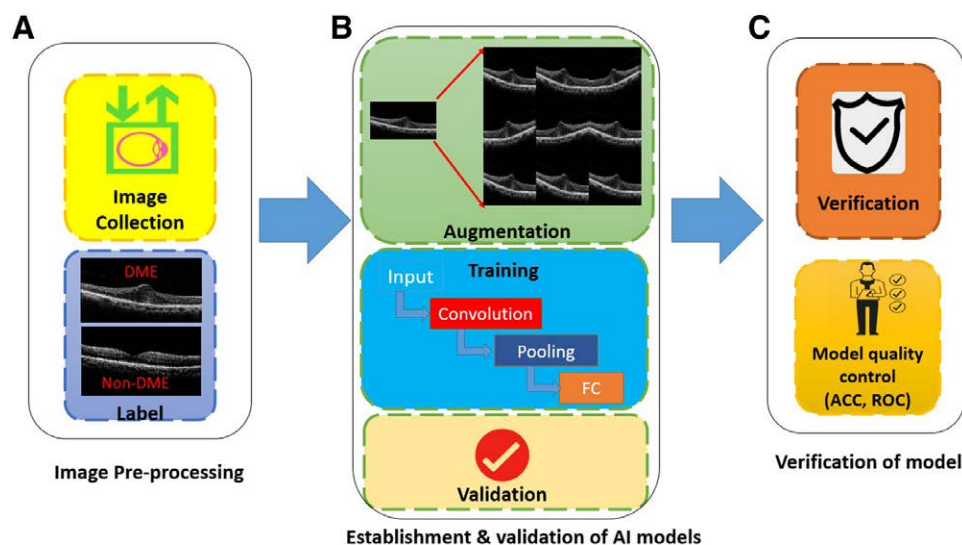 A
Image
Collection
DME
Non-DME
Label
Image Pre-processing
B
Augmentation
Training
Input
Convolution
Pooling
FC
Validation
Establishment & validation of AI models
C
Verification
Model quality
control
(ACC, ROC)
Verification of model